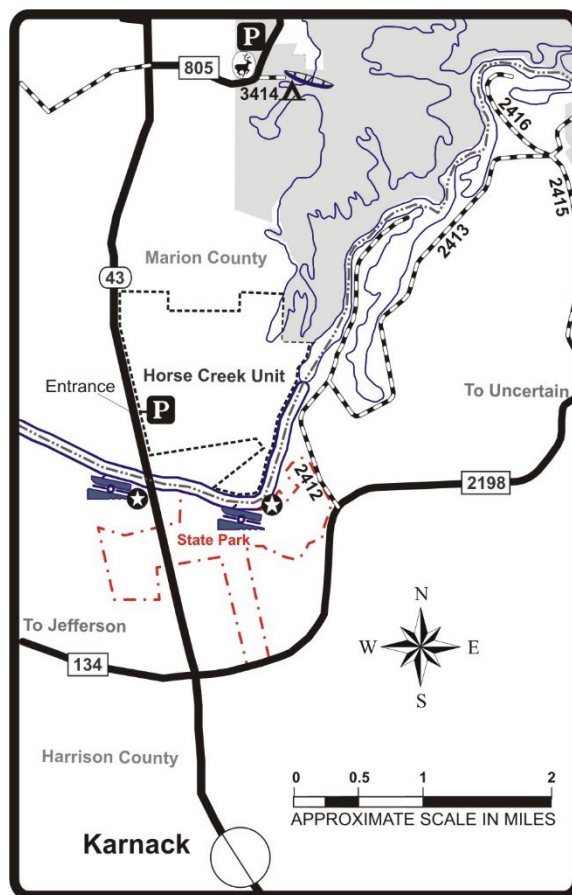 P
805
3414
2416
2415
2413
Marion County
43
Horse Creek Unit
To Uncertain
Entrance
P
2412
2198
State Park
To Jefferson
N
W E
S
134
Harrison County
0 0.5 1 2
APPROXIMATE SCALE IN MILES
Karnack